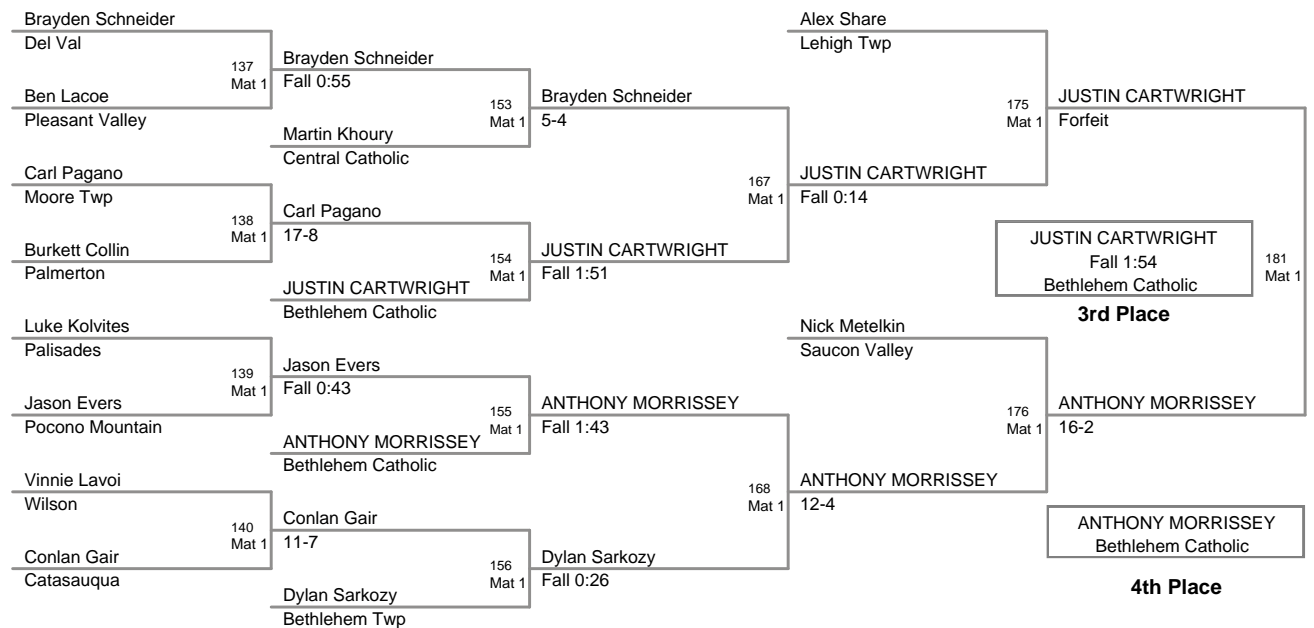 Brayden Schneider
Del Val
137
Mat 1
Ben Lacoe
Pleasant Valley
Brayden Schneider
Fall 0:55
153
Mat 1
Martin Khoury
Central Catholic
Brayden Schneider
5-4
Carl Pagano
Moore Twp
138
Mat 1
Burkett Collin
Palmerton
Carl Pagano
17-8
154
Mat 1
JUSTIN CARTWRIGHT
Bethlehem Catholic
JUSTIN CARTWRIGHT
Fall 1:51
167
Mat 1
JUSTIN CARTWRIGHT
Fall 0:14
Alex Share
Lehigh Twp
175
Mat 1
JUSTIN CARTWRIGHT
Forfeit
JUSTIN CARTWRIGHT
Fall 1:54
Bethlehem Catholic
3rd Place
181
Mat 1
Luke Kolvites
Palisades
139
Mat 1
Jason Evers
Pocono Mountain
Jason Evers
Fall 0:43
155
Mat 1
ANTHONY MORRISSEY
Bethlehem Catholic
ANTHONY MORRISSEY
Fall 1:43
Vinnie Lavoi
Wilson
140
Mat 1
Conlan Gair
Catasauqua
Conlan Gair
11-7
156
Mat 1
Dylan Sarkozy
Bethlehem Twp
Dylan Sarkozy
Fall 0:26
168
Mat 1
ANTHONY MORRISSEY
12-4
Nick Metelkin
Saucon Valley
176
Mat 1
ANTHONY MORRISSEY
16-2
ANTHONY MORRISSEY
Bethlehem Catholic
4th Place